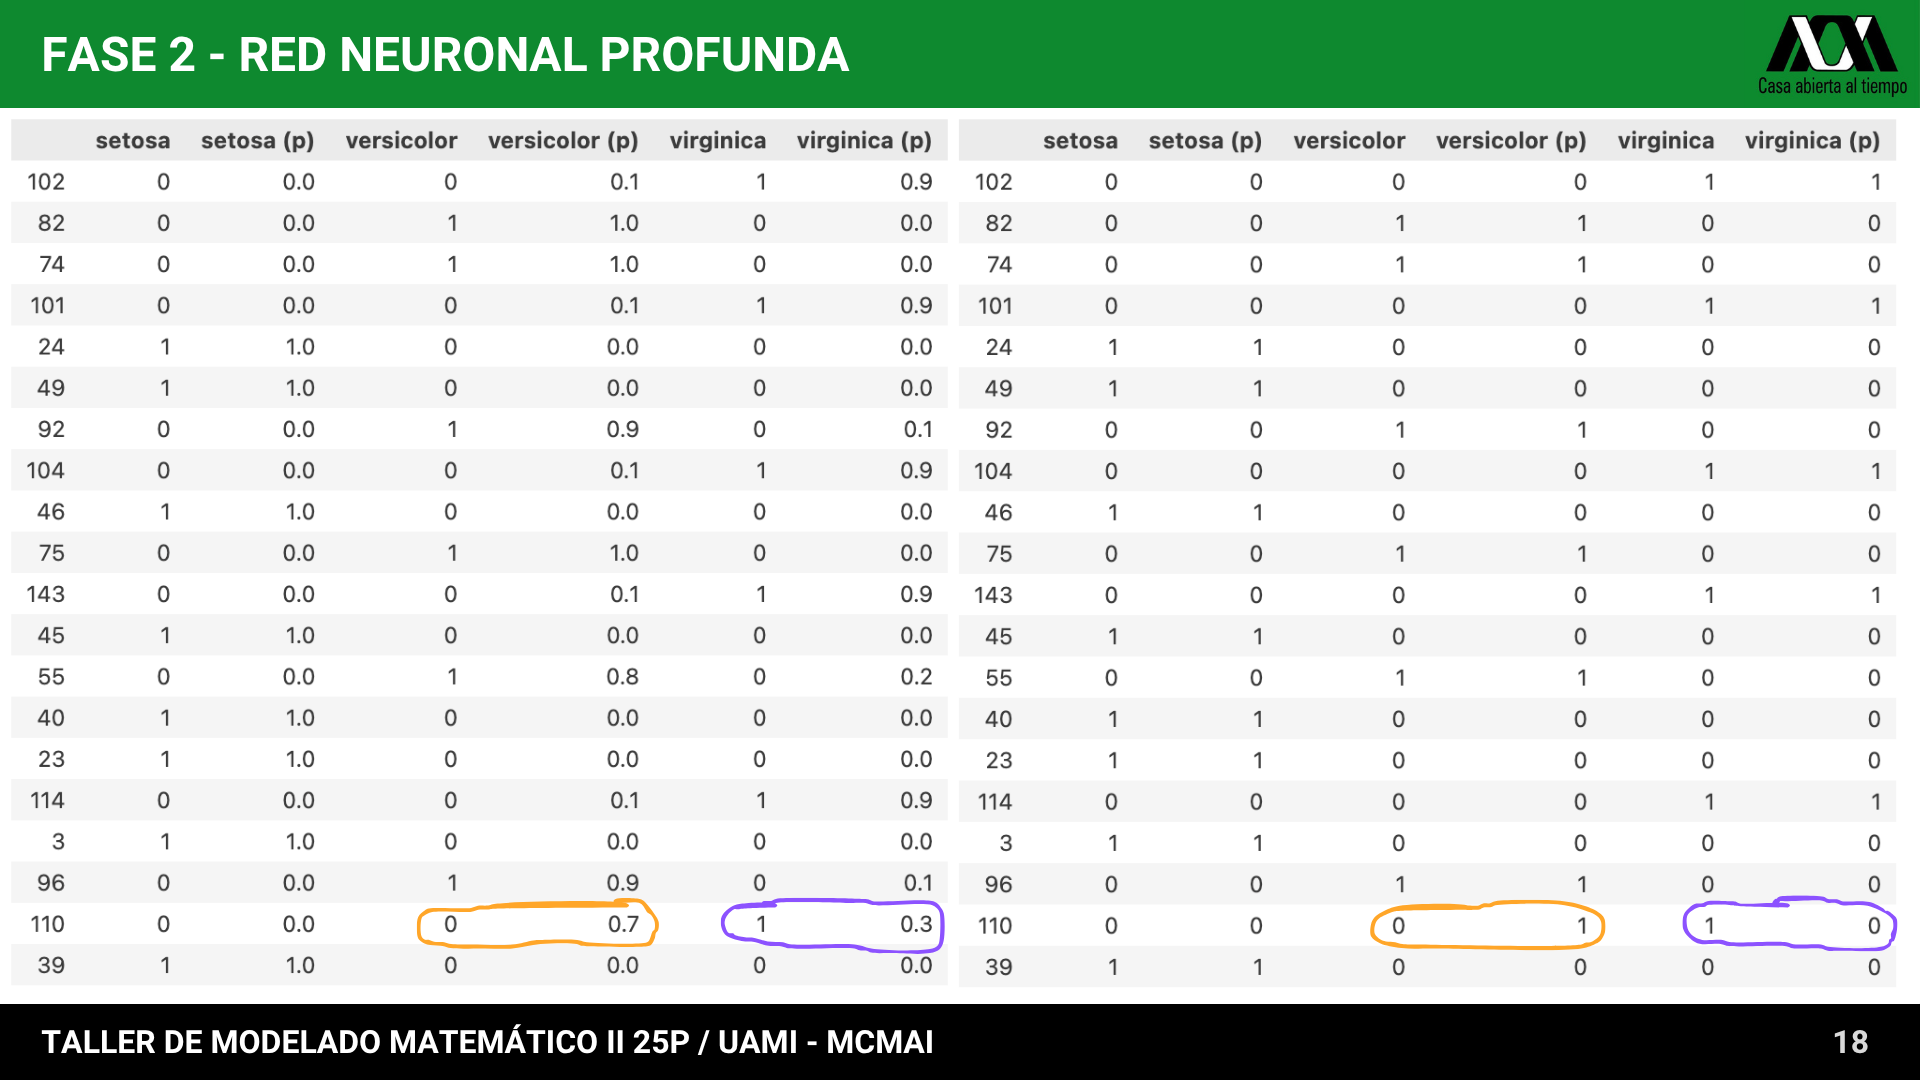 FASE 2 - RED NEURONAL PROFUNDA
Casa abierta al tiempo
setosa setosa (p) versicolor versicolor (p) virginica virginica (p)
102 0 0.0 0 0.1 1 0.9
82 0 0.0 1 1.0 0 0.0
74 0 0.0 1 1.0 0 0.0
101 0 0.0 0 0.1 1 0.9
24 1 1.0 0 0.0 0 0.0
49 1 1.0 0 0.0 0 0.0
92 0 0.0 1 0.9 0 0.1
104 0 0.0 0 0.1 1 0.9
46 1 1.0 0 0.0 0 0.0
75 0 0.0 1 1.0 0 0.0
143 0 0.0 0 0.1 1 0.9
45 1 1.0 0 0.0 0 0.0
55 0 0.0 1 0.8 0 0.2
40 1 1.0 0 0.0 0 0.0
23 1 1.0 0 0.0 0 0.0
114 0 0.0 0 0.1 1 0.9
3 1 1.0 0 0.0 0 0.0
96 0 0.0 1 0.9 0 0.1
110 0 0.0 0 0.7 1 0.3
39 1 1.0 0 0.0 0 0.0
setosa setosa (p) versicolor versicolor (p) virginica virginica (p)
102 0 0 0 0 1 1
82 0 0 1 1 0 0
74 0 0 1 1 0 0
101 0 0 0 0 1 1
24 1 1 0 0 0 0
49 1 1 0 0 0 0
92 0 0 1 1 0 0
104 0 0 0 0 1 1
46 1 1 0 0 0 0
75 0 0 1 1 0 0
143 0 0 0 0 1 1
45 1 1 0 0 0 0
55 0 0 1 1 0 0
40 1 1 0 0 0 0
23 1 1 0 0 0 0
114 0 0 0 0 1 1
3 1 1 0 0 0 0
96 0 0 1 1 0 0
110 0 0 0 1 1 0
39 1 1 0 0 0 0
TALLER DE MODELADO MATEMÁTICO II 25P / UAMI - MCMAI
18